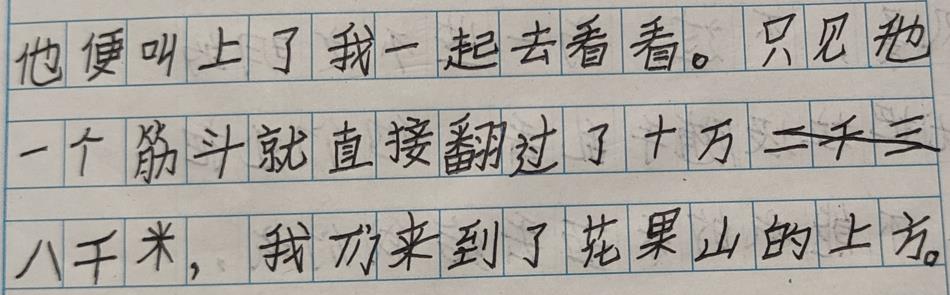 他便叫上了我一起去看看。只见他
一个筋斗就直接翻过了十万二千三
八千米，我们来到了花果山的上方。